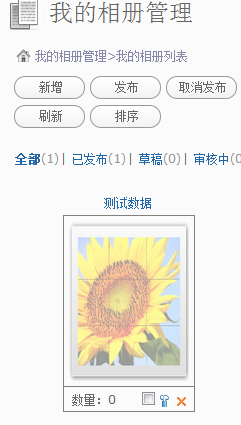 我的相册管理
我的相册管理>我的相册列表
新增 发布 取消发布
刷新 排序
全部(1)| 已发布(1)| 草稿(0)| 审核中(0
测试数据
数量：0